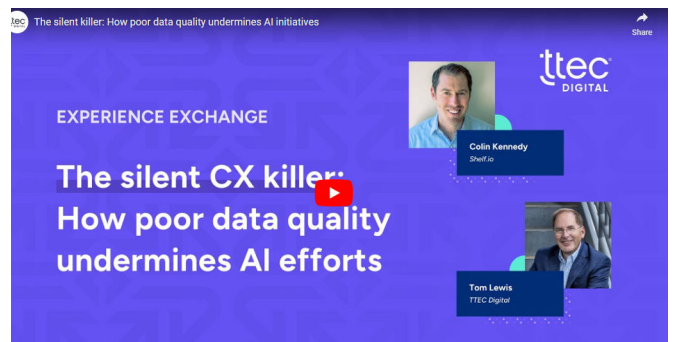 ttec
The silent killer: How poor data quality undermines AI initiatives
Share
ttec
DIGITAL
EXPERIENCE EXCHANGE
The silent CX killer:
How poor data quality
undermines AI efforts
Colin Kennedy
Shelf.io
Tom Lewis
TTEC Digital